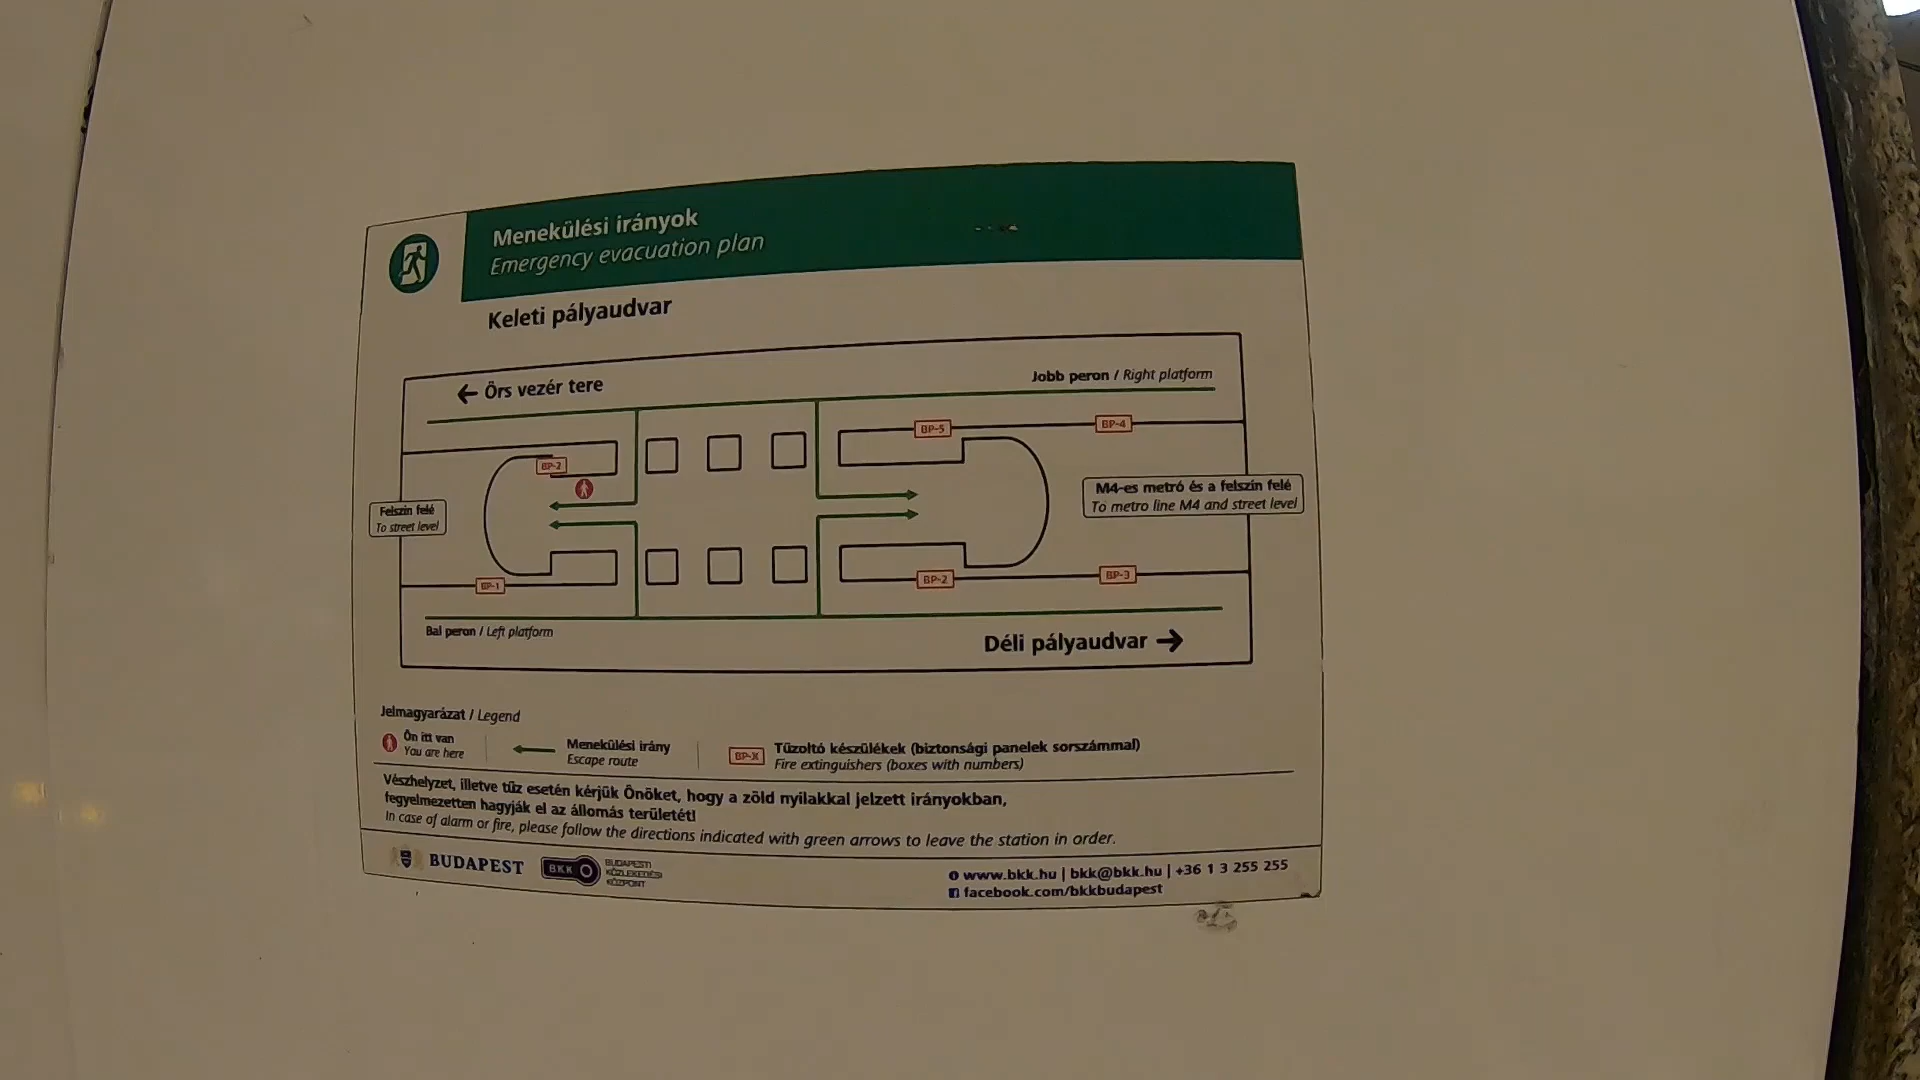 Menekülési irányok
Emergency evacuation plan
Keleti pályaudvar
← Örs vezér tere
Jobb peron / Right platform
BP-5
BP-4
BP-2
Felszín felé
To street level
M4-es metró és a felszín felé
To metro line M4 and street level
BP-1
BP-2
BP-3
Bal peron / Left platform
Déli pályaudvar →
Jelmagyarázat / Legend
Ön itt van
You are here
Menekülési irány
Escape route
BP-X
Tűzoltó készülékek (biztonsági panelek sorszámmal)
Fire extinguishers (boxes with numbers)
Vészhelyzet, illetve tűz esetén kérjük Önöket, hogy a zöld nyilakkal jelzett irányokban,
fegyelmezetten hagyják el az állomás területét!
In case of alarm or fire, please follow the directions indicated with green arrows to leave the station in order.
BUDAPEST
BKK
BUDAPESTI
KÖZLEKEDÉSI
KÖZPONT
www.bkk.hu | bkk@bkk.hu | +36 1 3 255 255
facebook.com/bkkbudapest